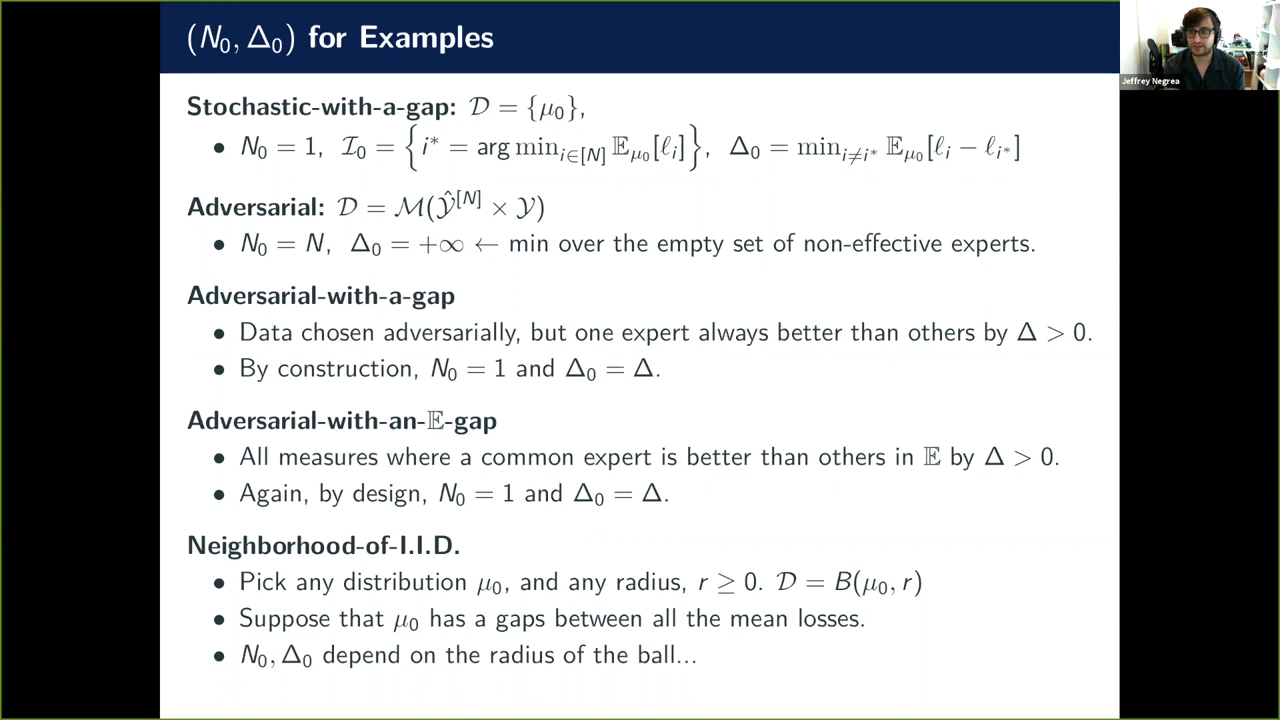 (N₀, Δ₀) for Examples
Jeffrey Negrea
Stochastic-with-a-gap: 𝒟 = {μ₀},
• N₀ = 1, ℐ₀ = {i* = arg min_{i∈[N]} 𝔼_{μ₀}[ℓ_i]}, Δ₀ = min_{i≠i*} 𝔼_{μ₀}[ℓ_i − ℓ_{i*}]
Adversarial: 𝒟 = ℳ(𝒴̂^{[N]} × 𝒴)
• N₀ = N, Δ₀ = +∞ ← min over the empty set of non-effective experts.
Adversarial-with-a-gap
• Data chosen adversarially, but one expert always better than others by Δ > 0.
• By construction, N₀ = 1 and Δ₀ = Δ.
Adversarial-with-an-𝔼-gap
• All measures where a common expert is better than others in 𝔼 by Δ > 0.
• Again, by design, N₀ = 1 and Δ₀ = Δ.
Neighborhood-of-I.I.D.
• Pick any distribution μ₀, and any radius, r ≥ 0. 𝒟 = B(μ₀, r)
• Suppose that μ₀ has a gaps between all the mean losses.
• N₀, Δ₀ depend on the radius of the ball...